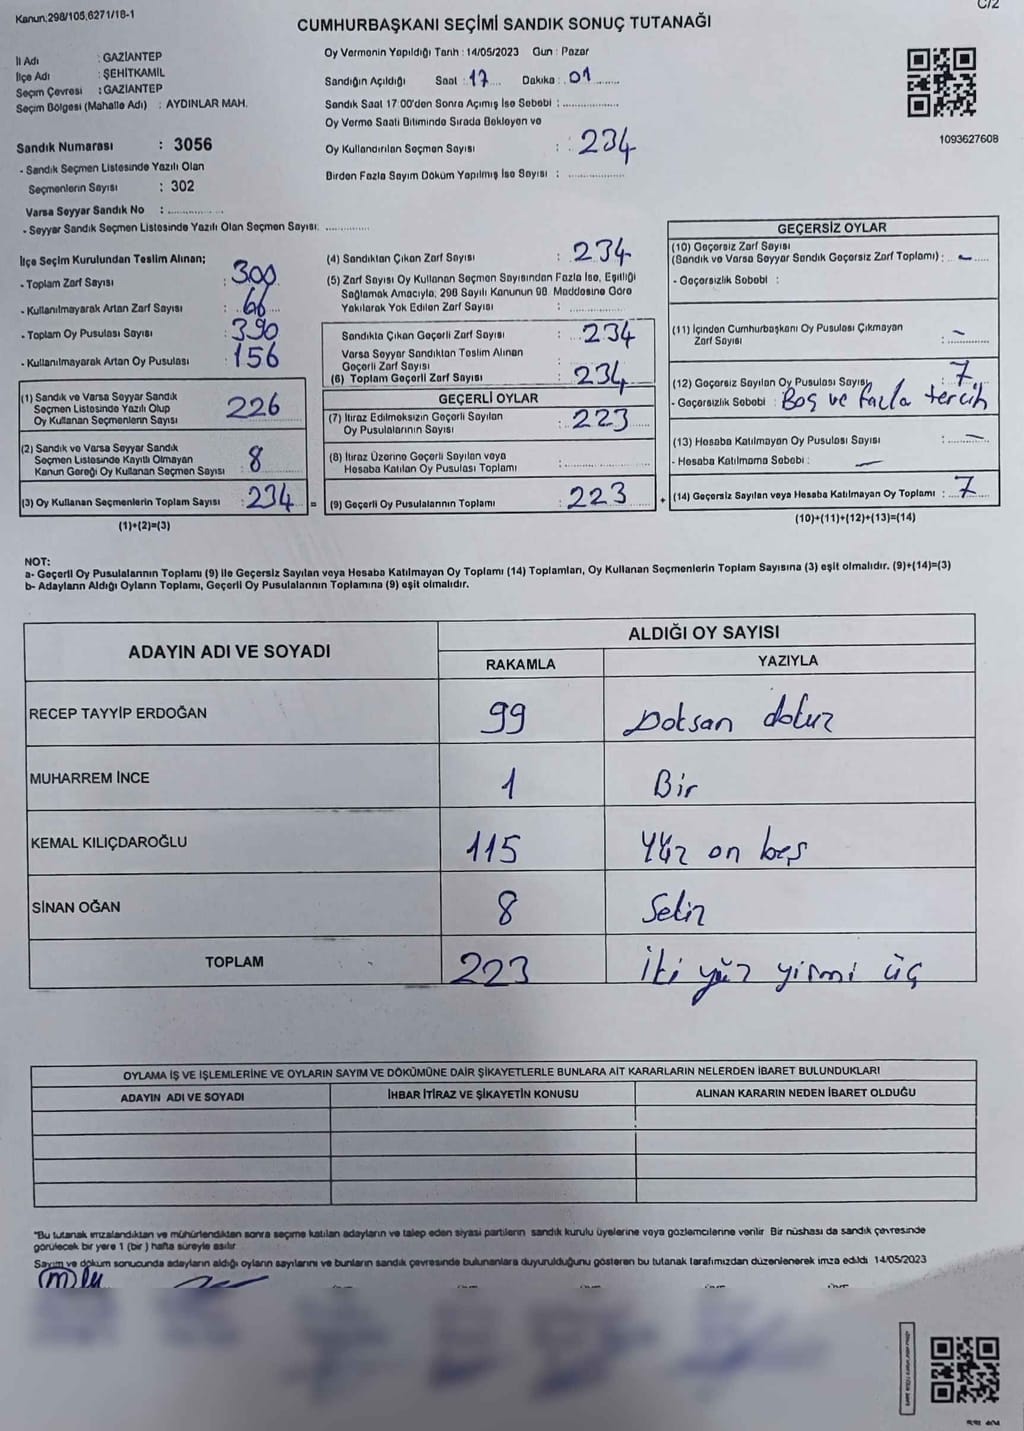 Kanun:298/105,6271/18-1
C/2
CUMHURBAŞKANI SEÇİMİ SANDIK SONUÇ TUTANAĞI
İl Adı : GAZİANTEP
İlçe Adı : ŞEHİTKAMİL
Seçim Çevresi : GAZİANTEP
Seçim Bölgesi (Mahalle Adı) : AYDINLAR MAH.
Sandık Numarası : 3056
- Sandık Seçmen Listesinde Yazılı Olan
Seçmenlerin Sayısı : 302
Varsa Seyyar Sandık No : ..............
- Seyyar Sandık Seçmen Listesinde Yazılı Olan Seçmen Sayısı: ............
Oy Vermenin Yapıldığı Tarih : 14/05/2023 Gün : Pazar
Sandığın Açıldığı Saat : 17 Dakika : 01
Sandık Saat 17:00'den Sonra Açımış İse Sebebi : ..............
Oy Verme Saati Bitiminde Sırada Bekleyen ve
Oy Kullandırılan Seçmen Sayısı : 234
Birden Fazla Sayım Döküm Yapılmış İse Sayısı : ..............
1093627608
İlçe Seçim Kurulundan Teslim Alınan;
- Toplam Zarf Sayısı : 300
- Kullanılmayarak Artan Zarf Sayısı : 66
- Toplam Oy Pusulası Sayısı : 390
- Kullanılmayarak Artan Oy Pusulası : 156
(1) Sandık ve Varsa Seyyar Sandık
Seçmen Listesinde Yazılı Olup
Oy Kullanan Seçmenlerin Sayısı 226
(2) Sandık ve Varsa Seyyar Sandık
Seçmen Listesinde Kayıtlı Olmayan
Kanun Gereği Oy Kullanan Seçmen Sayısı : 8
(3) Oy Kullanan Seçmenlerin Toplam Sayısı : 234 =
(1)+(2)=(3)
(4) Sandıktan Çıkan Zarf Sayısı : 234
(5) Zarf Sayısı Oy Kullanan Seçmen Sayısından Fazla İse, Eşitliği
Sağlamak Amacıyla, 298 Sayılı Kanunun 98 Maddesine Göre
Yakılarak Yok Edilen Zarf Sayısı : ..............
Sandıkta Çıkan Geçerli Zarf Sayısı : 234
Varsa Seyyar Sandıktan Teslim Alınan
Geçerli Zarf Sayısı : ..............
(6) Toplam Geçerli Zarf Sayısı : 234
GEÇERLİ OYLAR
(7) İtiraz Edilmeksizin Geçerli Sayılan
Oy Pusulalarının Sayısı : 223
(8) İtiraz Üzerine Geçerli Sayılan veya
Hesaba Katılan Oy Pusulası Toplamı : ..............
(9) Geçerli Oy Pusulalarının Toplamı : 223 +
GEÇERSİZ OYLAR
(10) Geçersiz Zarf Sayısı
(Sandık ve Varsa Seyyar Sandık Geçersiz Zarf Toplamı) : -
- Geçersizlik Sebebi :
(11) İçinden Cumhurbaşkanı Oy Pusulası Çıkmayan
Zarf Sayısı : -
(12) Geçersiz Sayılan Oy Pusulası Sayısı : 7
- Geçersizlik Sebebi : Boş ve fazla tercih
(13) Hesaba Katılmayan Oy Pusulası Sayısı : -
- Hesaba Katılmama Sebebi : -
(14) Geçersiz Sayılan veya Hesaba Katılmayan Oy Toplamı : 7
(10)+(11)+(12)+(13)=(14)
NOT:
a- Geçerli Oy Pusulalarının Toplamı (9) ile Geçersiz Sayılan veya Hesaba Katılmayan Oy Toplamı (14) Toplamları, Oy Kullanan Seçmenlerin Toplam Sayısına (3) eşit olmalıdır. (9)+(14)=(3)
b- Adayların Aldığı Oyların Toplamı, Geçerli Oy Pusulalarının Toplamına (9) eşit olmalıdır.
ADAYIN ADI VE SOYADI
ALDIĞI OY SAYISI
RAKAMLA YAZIYLA
RECEP TAYYİP ERDOĞAN 99 Doksan dokuz
MUHARREM İNCE 1 Bir
KEMAL KILIÇDAROĞLU 115 Yüz on beş
SİNAN OĞAN 8 Sekiz
TOPLAM 223 İki yüz yirmi üç
OYLAMA İŞ VE İŞLEMLERİNE VE OYLARIN SAYIM VE DÖKÜMÜNE DAİR ŞİKAYETLERLE BUNLARA AİT KARARLARIN NELERDEN İBARET BULUNDUKLARI
ADAYIN ADI VE SOYADI İHBAR İTİRAZ VE ŞİKAYETİN KONUSU ALINAN KARARIN NEDEN İBARET OLDUĞU
"Bu tutanak imzalandıktan ve mühürlendikten sonra seçime katılan adayların ve talep eden siyasi partilerin sandık kurulu üyelerine veya gözlemcilerine verilir Bir nüshası da sandık çevresinde
görülecek bir yere 1 (bir ) hafta süreyle asılır
Sayım ve döküm sonucunda adayların aldığı oyların sayılarını ve bunların sandık çevresinde bulunanlara duyurulduğunu gösteren bu tutanak tarafımızdan düzenlenerek imza edildi 14/05/2023